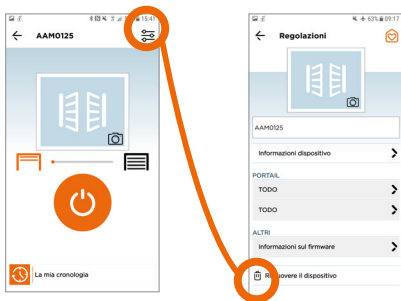 15:41
AAM0125
La mia cronologia
63% 09:17
Regolazioni
AAM0125
Informazioni dispositivo
PORTAIL
TODO
TODO
ALTRI
Informazioni sul firmware
overe il dispositivo